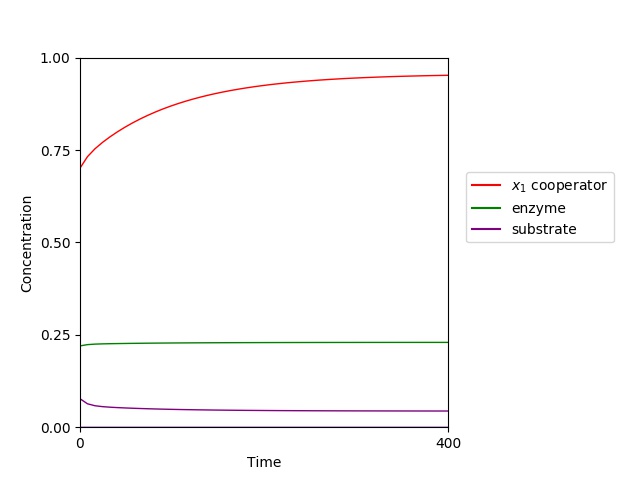 1.00
0.75
0.50
0.25
0.00
Concentration
0
400
Time
x₁ cooperator
enzyme
substrate